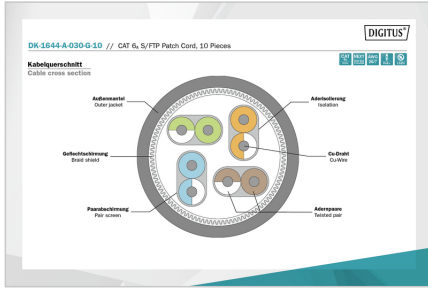 DIGITUS®
DK-1644-A-030-G-10 // CAT 6A S/FTP Patch Cord, 10 Pieces
Kabelquerschnitt
Cable cross section
Außenmantel
Outer jacket
Aderisolierung
Isolation
Geflechtschirmung
Braid shield
Cu-Draht
Cu-Wire
Paarabschirmung
Pair screen
Adernpaare
Twisted pair